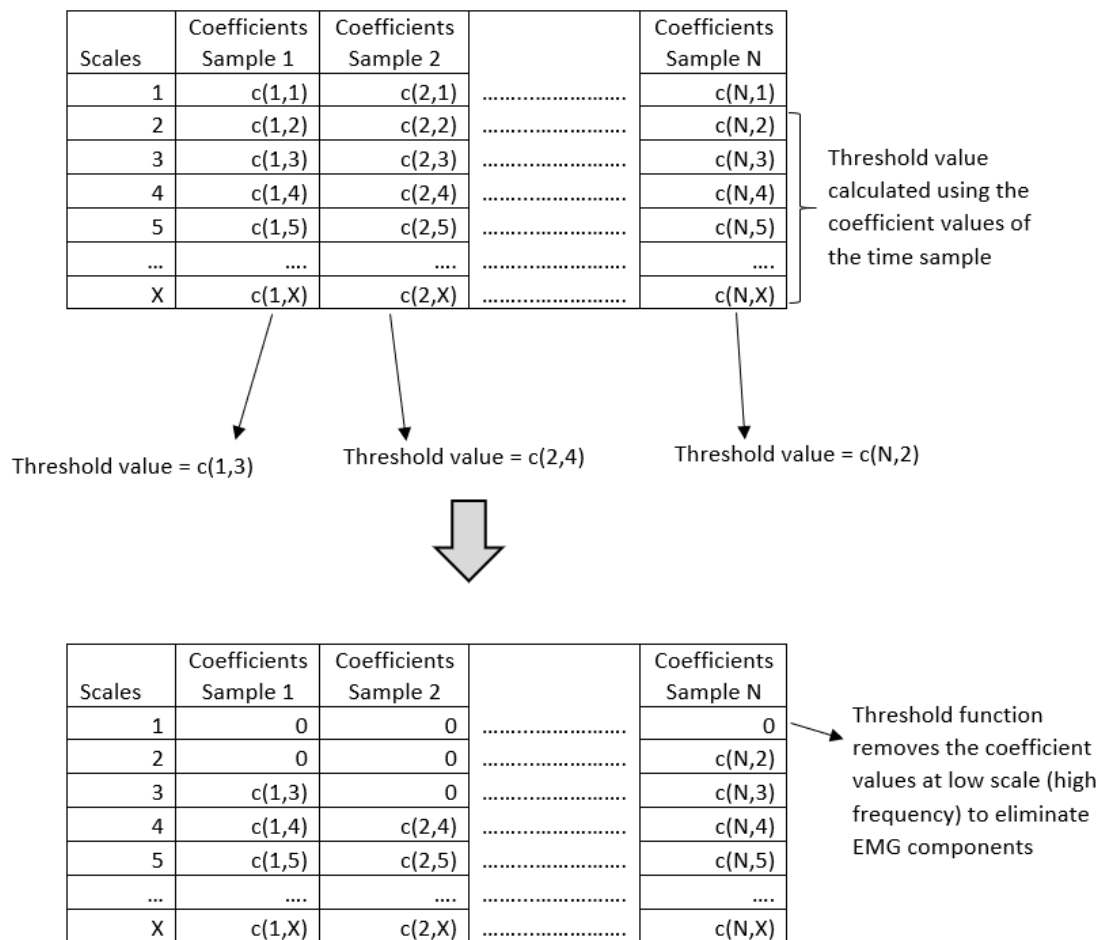 Scales Coefficients Sample 1 Coefficients Sample 2 Coefficients Sample N
1 c(1,1) c(2,1) ........................ c(N,1)
2 c(1,2) c(2,2) ........................ c(N,2)
3 c(1,3) c(2,3) ........................ c(N,3)
4 c(1,4) c(2,4) ........................ c(N,4)
5 c(1,5) c(2,5) ........................ c(N,5)
... .... .... ........................ ....
X c(1,X) c(2,X) ........................ c(N,X)
Threshold value
calculated using the
coefficient values of
the time sample
Threshold value = c(1,3)
Threshold value = c(2,4)
Threshold value = c(N,2)
Scales Coefficients Sample 1 Coefficients Sample 2 Coefficients Sample N
1 0 0 ........................ 0
2 0 0 ........................ c(N,2)
3 c(1,3) 0 ........................ c(N,3)
4 c(1,4) c(2,4) ........................ c(N,4)
5 c(1,5) c(2,5) ........................ c(N,5)
... .... .... ........................ ....
X c(1,X) c(2,X) ........................ c(N,X)
Threshold function
removes the coefficient
values at low scale (high
frequency) to eliminate
EMG components